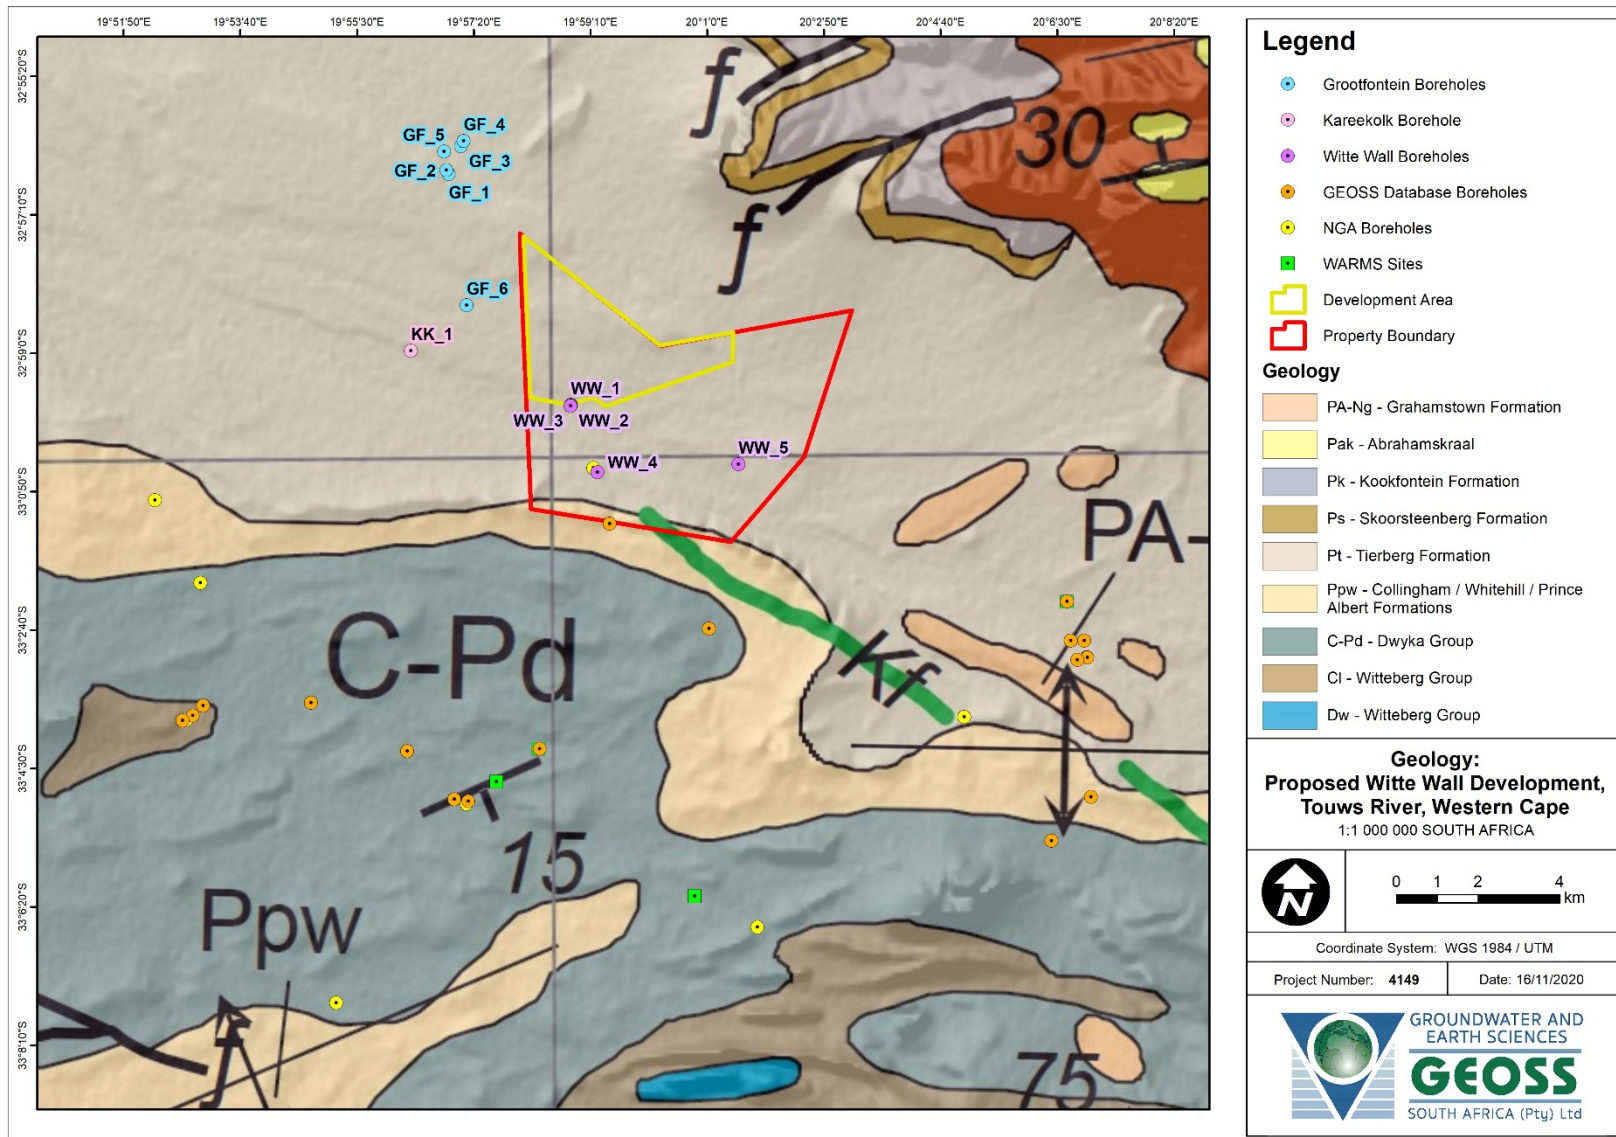 19°51'50"E 19°53'40"E 19°55'30"E 19°57'20"E 19°59'10"E 20°1'0"E 20°2'50"E 20°4'40"E 20°6'30"E 20°8'20"E
32°55'20"S
32°57'10"S
32°59'0"S
33°0'50"S
33°2'40"S
33°4'30"S
33°6'20"S
33°8'10"S
f
30
GF_4
GF_5
GF_3
GF_2
GF_1
f
GF_6
KK_1
WW_1
WW_3
WW_2
WW_4
WW_5
PA-
C-Pd
Kf
15
Ppw
f
75
Legend
Grootfontein Boreholes
Kareekolk Borehole
Witte Wall Boreholes
GEOSS Database Boreholes
NGA Boreholes
WARMS Sites
Development Area
Property Boundary
Geology
PA-Ng - Grahamstown Formation
Pak - Abrahamskraal
Pk - Kookfontein Formation
Ps - Skoorsteenberg Formation
Pt - Tierberg Formation
Ppw - Collingham / Whitehill / Prince
Albert Formations
C-Pd - Dwyka Group
Cl - Witteberg Group
Dw - Witteberg Group
Geology:
Proposed Witte Wall Development,
Touws River, Western Cape
1:1 000 000 SOUTH AFRICA
N
0 1 2 4
km
Coordinate System: WGS 1984 / UTM
Project Number: 4149
Date: 16/11/2020
GROUNDWATER AND
EARTH SCIENCES
GEOSS
SOUTH AFRICA (Pty) Ltd